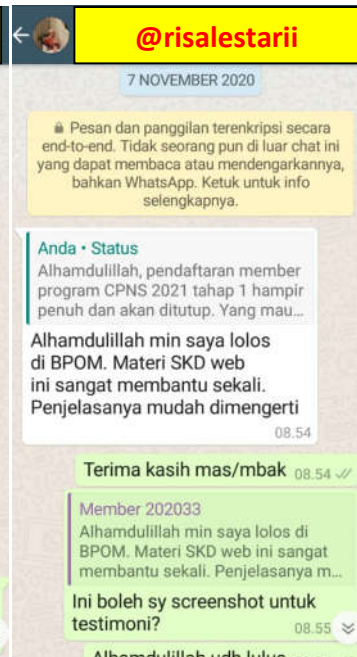 @risalestarii
7 NOVEMBER 2020
Pesan dan panggilan terenkripsi secara
end-to-end. Tidak seorang pun di luar chat ini
yang dapat membaca atau mendengarkannya,
bahkan WhatsApp. Ketuk untuk info
selengkapnya.
Anda • Status
Alhamdulillah, pendaftaran member
program CPNS 2021 tahap 1 hampir
penuh dan akan ditutup. Yang mau...
Alhamdulillah min saya lolos
di BPOM. Materi SKD web
ini sangat membantu sekali.
Penjelasanya mudah dimengerti
08.54
Terima kasih mas/mbak 08.54
Member 202033
Alhamdulillah min saya lolos di
BPOM. Materi SKD web ini sangat
membantu sekali. Penjelasanya m...
Ini boleh sy screenshot untuk
testimoni?
08.55
Alhamdulillah udh lulus